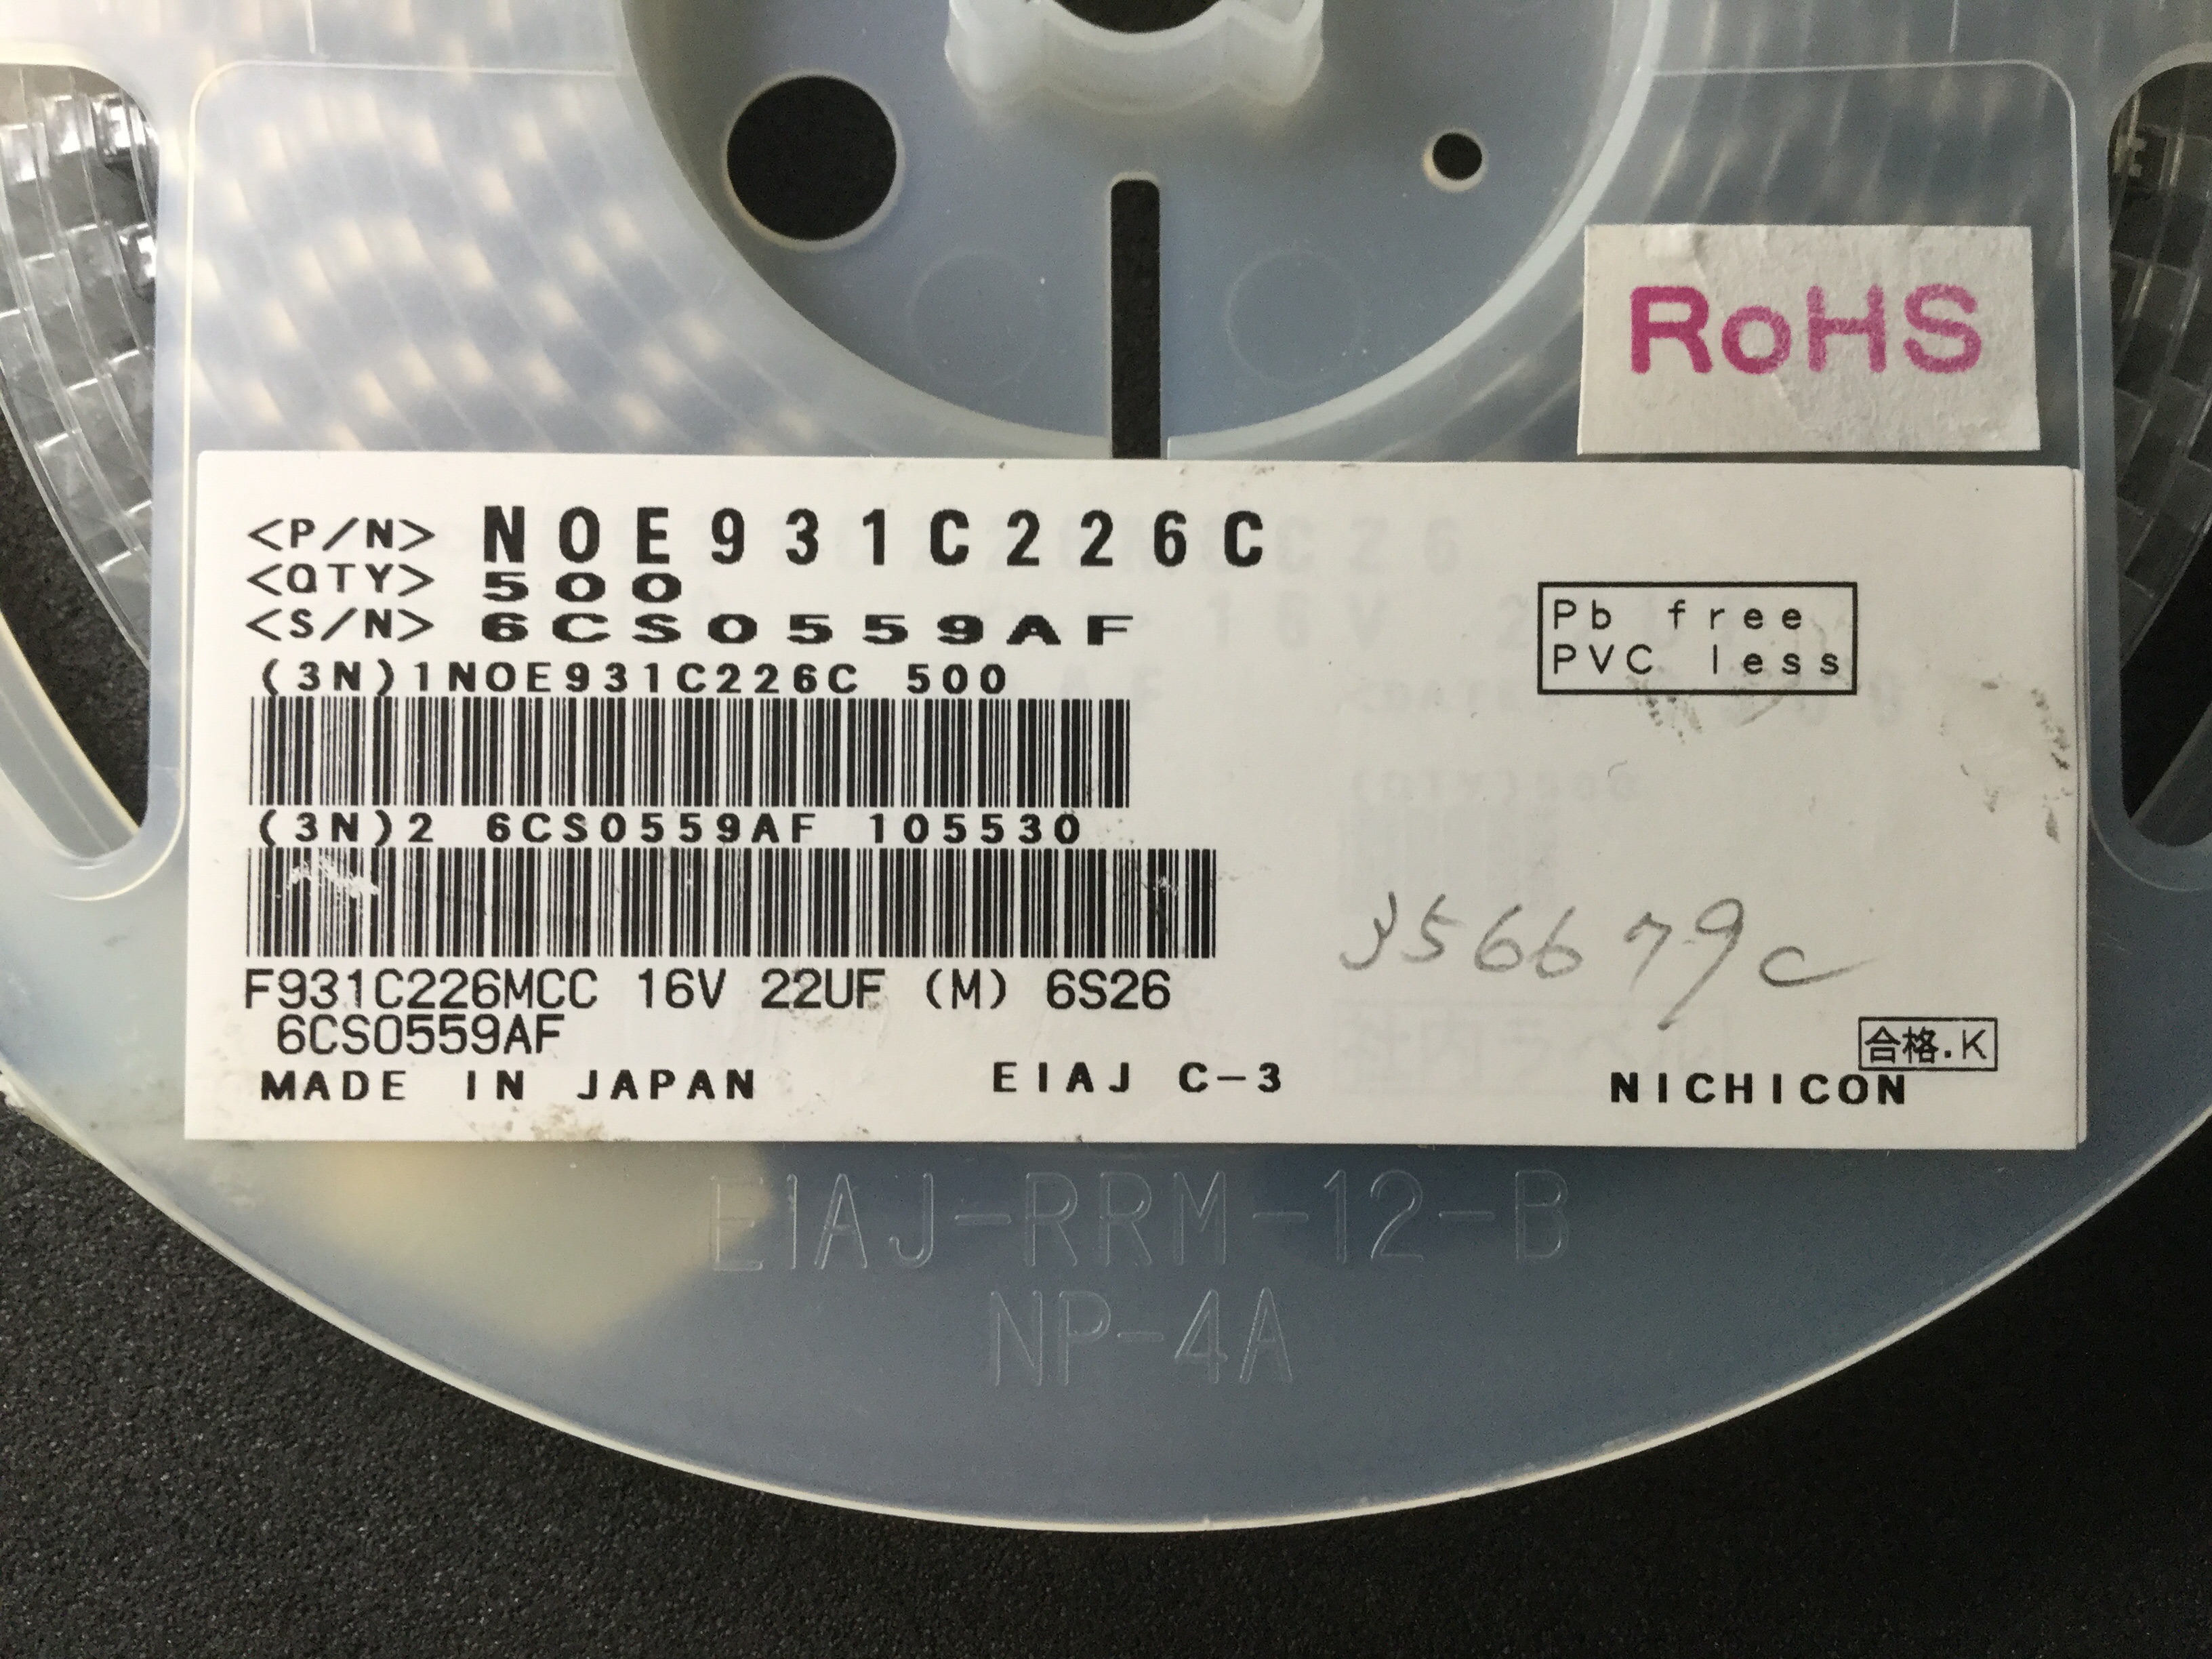 RoHS
<P/N> NOE931C226C
<QTY> 500
<S/N> 6CS0559AF
Pb free
PVC less
(3N)1NOE931C226C 500
(3N)2 6CS0559AF 105530
356679c
F931C226MCC 16V 22UF (M) 6S26
6CS0559AF
合格.K
MADE IN JAPAN EIAJ C-3 NICHICON
EIAJ-RRM-12-B
NP-4A